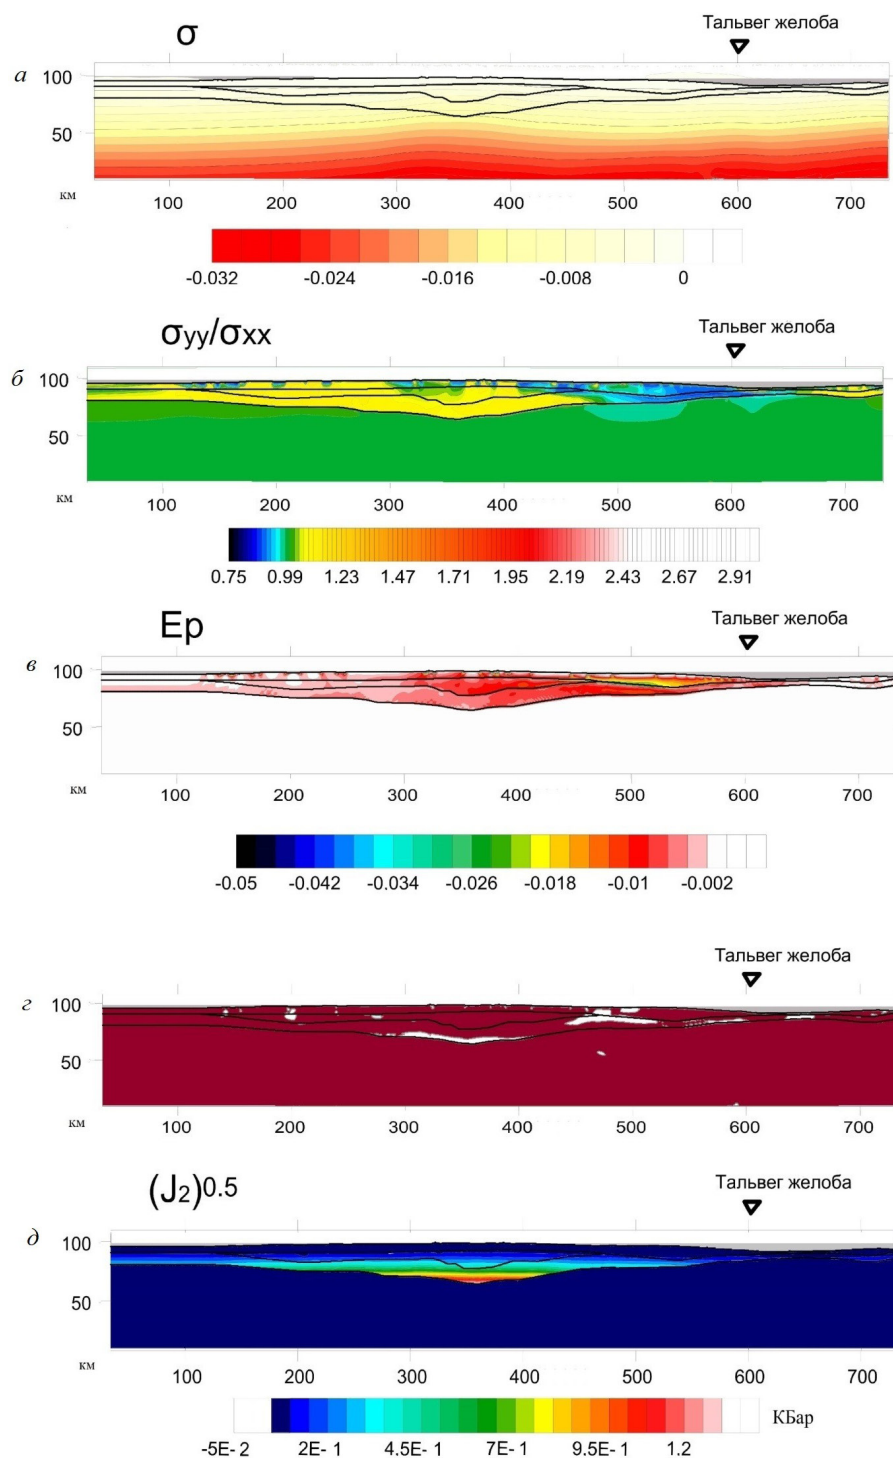 σ
Тальвег желоба
а
100
50
км
100 200 300 400 500 600 700
-0.032 -0.024 -0.016 -0.008 0
σyy/σxx
Тальвег желоба
б
100
50
км
100 200 300 400 500 600 700
0.75 0.99 1.23 1.47 1.71 1.95 2.19 2.43 2.67 2.91
Ep
Тальвег желоба
в
100
50
км
100 200 300 400 500 600 700
-0.05 -0.042 -0.034 -0.026 -0.018 -0.01 -0.002
Тальвег желоба
г
100
50
км
100 200 300 400 500 600 700
(J2)0.5
Тальвег желоба
д
100
50
км
100 200 300 400 500 600 700
КБар
-5E-2 2E-1 4.5E-1 7E-1 9.5E-1 1.2